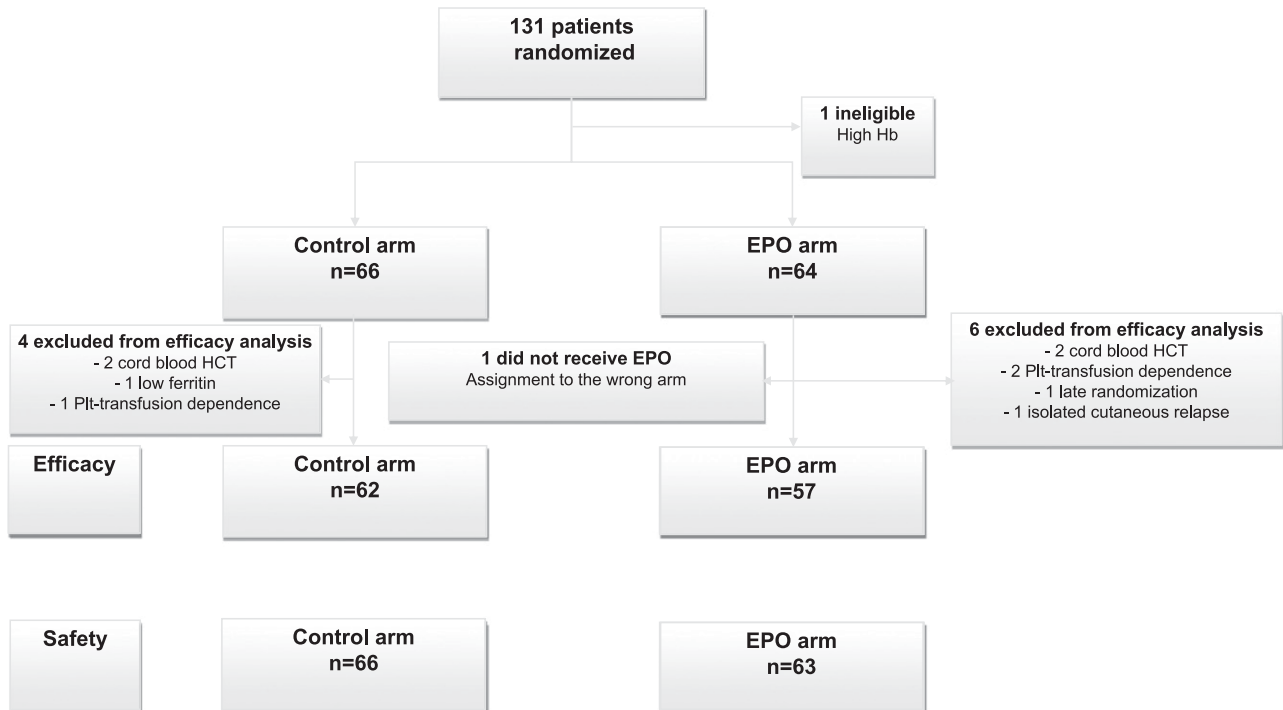 131 patients
randomized
1 ineligible
High Hb
Control arm
n=66
EPO arm
n=64
4 excluded from efficacy analysis
- 2 cord blood HCT
- 1 low ferritin
- 1 Plt-transfusion dependence
1 did not receive EPO
Assignment to the wrong arm
6 excluded from efficacy analysis
- 2 cord blood HCT
- 2 Plt-transfusion dependence
- 1 late randomization
- 1 isolated cutaneous relapse
Efficacy
Control arm
n=62
EPO arm
n=57
Safety
Control arm
n=66
EPO arm
n=63